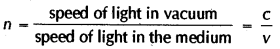 n = speed of light in vacuum / speed of light in the medium = c / v